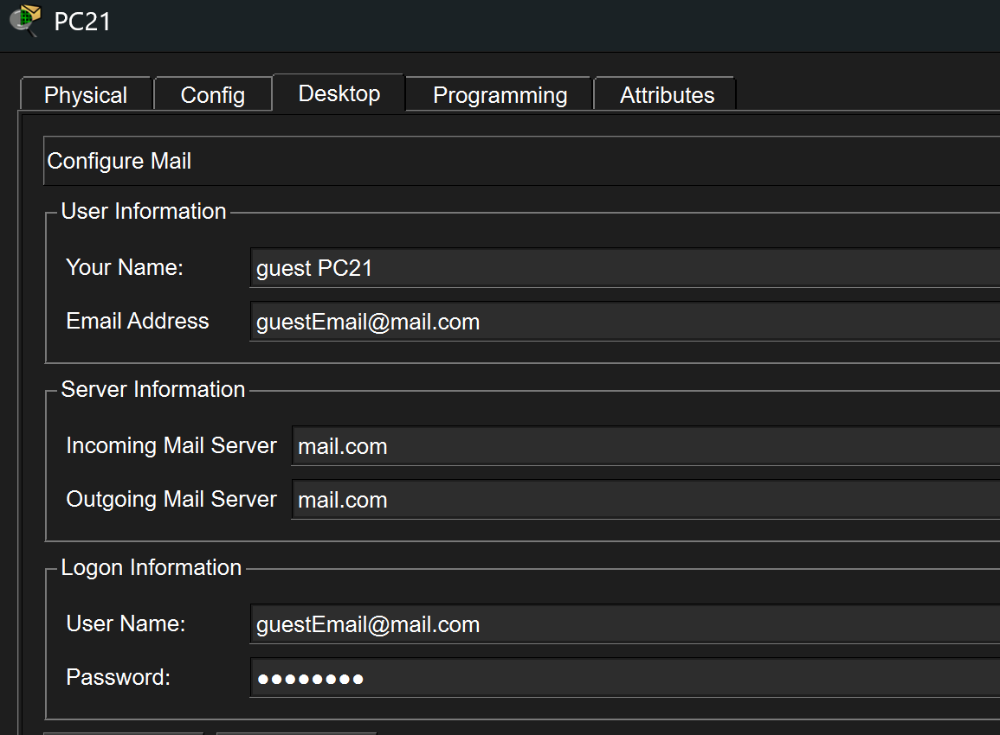 PC21
Physical Config Desktop Programming Attributes
Configure Mail
User Information
Your Name: guest PC21
Email Address guestEmail@mail.com
Server Information
Incoming Mail Server mail.com
Outgoing Mail Server mail.com
Logon Information
User Name: guestEmail@mail.com
Password: ●●●●●●●●